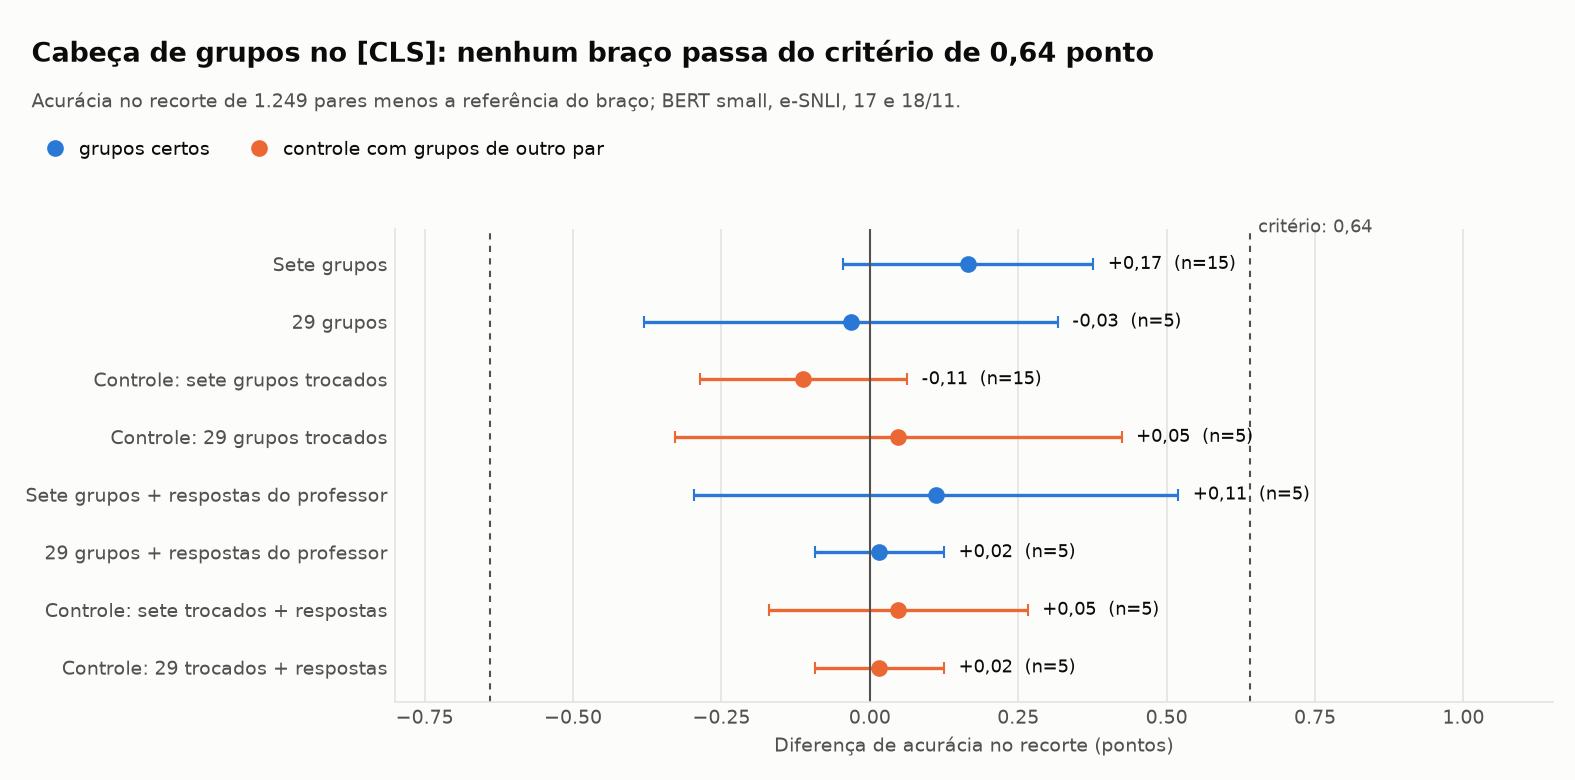 Cabeça de grupos no [CLS]: nenhum braço passa do critério de 0,64 ponto
Acurácia no recorte de 1.249 pares menos a referência do braço; BERT small, e-SNLI, 17 e 18/11.
grupos certos
controle com grupos de outro par
critério: 0,64
Sete grupos
+0,17 (n=15)
29 grupos
-0,03 (n=5)
Controle: sete grupos trocados
-0,11 (n=15)
Controle: 29 grupos trocados
+0,05 (n=5)
Sete grupos + respostas do professor
+0,11 (n=5)
29 grupos + respostas do professor
+0,02 (n=5)
Controle: sete trocados + respostas
+0,05 (n=5)
Controle: 29 trocados + respostas
+0,02 (n=5)
−0.75 −0.50 −0.25 0.00 0.25 0.50 0.75 1.00
Diferença de acurácia no recorte (pontos)